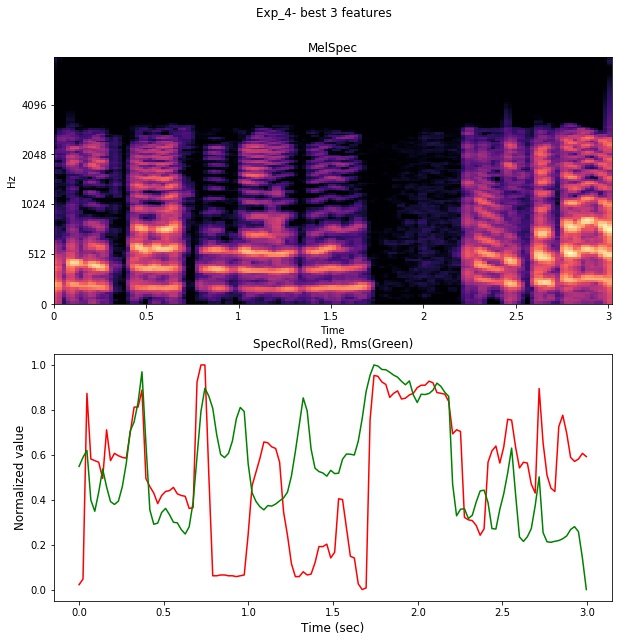 Exp_4- best 3 features
MelSpec
4096
2048
1024
512
0
Hz
0 0.5 1 1.5 2 2.5 3
Time
SpecRol(Red), Rms(Green)
1.0
0.8
0.6
0.4
0.2
0.0
Normalized value
0.0 0.5 1.0 1.5 2.0 2.5 3.0
Time (sec)